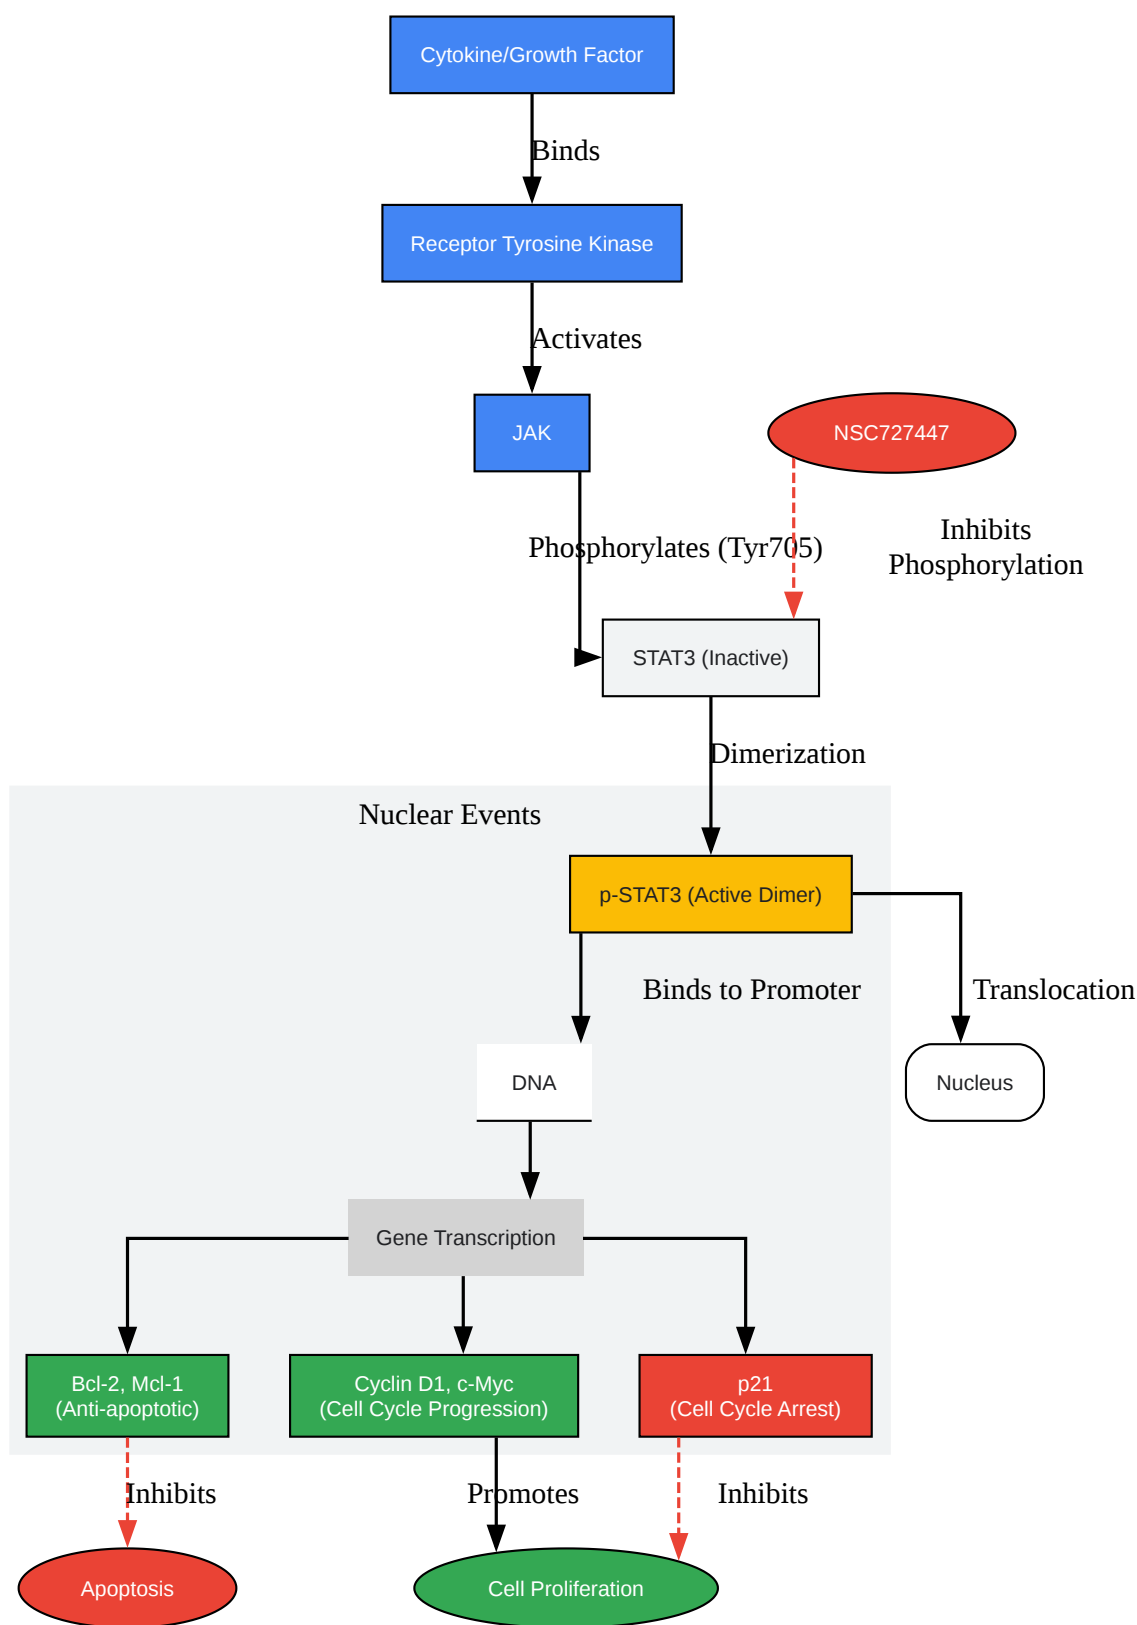 Cytokine/Growth Factor
Binds
Receptor Tyrosine Kinase
Activates
JAK
NSC727447
Phosphorylates (Tyr705)
Inhibits
Phosphorylation
STAT3 (Inactive)
Dimerization
Nuclear Events
p-STAT3 (Active Dimer)
Binds to Promoter
Translocation
DNA
Nucleus
Gene Transcription
Bcl-2, Mcl-1
(Anti-apoptotic)
Cyclin D1, c-Myc
(Cell Cycle Progression)
p21
(Cell Cycle Arrest)
Inhibits
Promotes
Inhibits
Apoptosis
Cell Proliferation